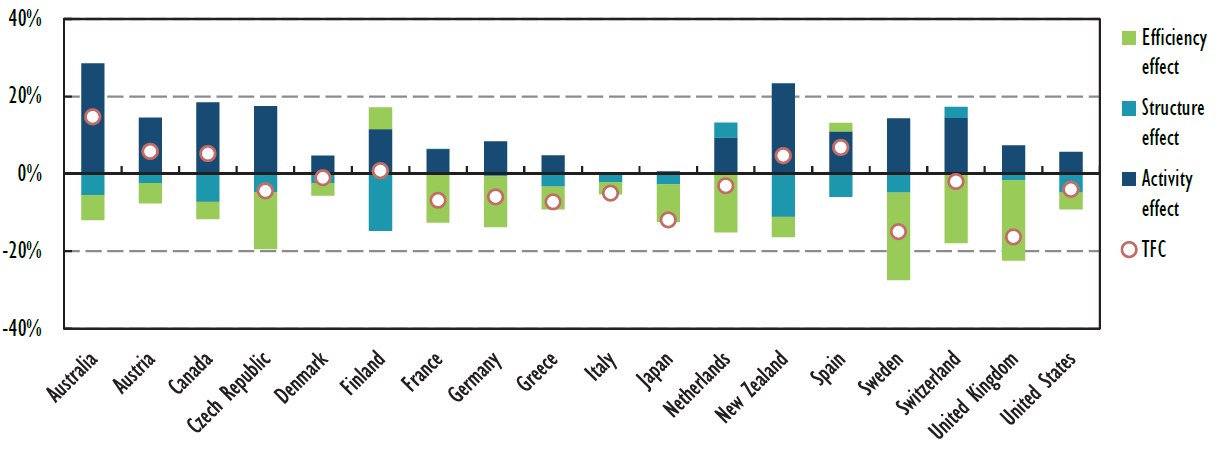 40%
20%
0%
-20%
-40%
Efficiency
effect
Structure
effect
Activity
effect
TFC
Australia
Austria
Canada
Czech Republic
Denmark
Finland
France
Germany
Greece
Italy
Japan
Netherlands
New Zealand
Spain
Sweden
Switzerland
United Kingdom
United States